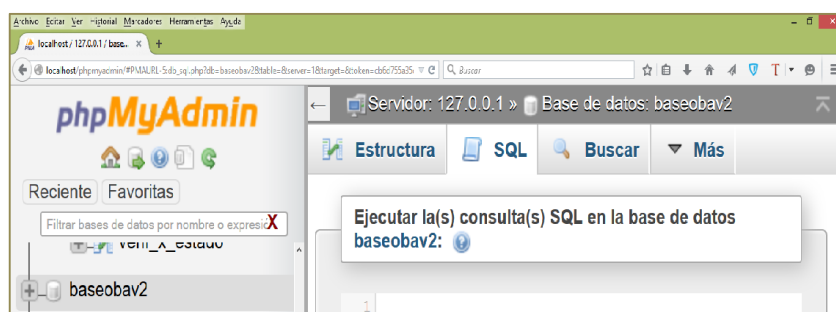 Archivo Editar Ver Historial Marcadores Herramientas Ayuda
localhost / 127.0.0.1 / base.. × +
Buscar
phpMyAdmin
← Servidor: 127.0.0.1 » Base de datos: baseobav2
Estructura SQL Buscar Más
Reciente Favoritas
Filtrar bases de datos por nombre o expresió X
Ejecutar la(s) consulta(s) SQL en la base de datos
baseobav2:
baseobav2
1